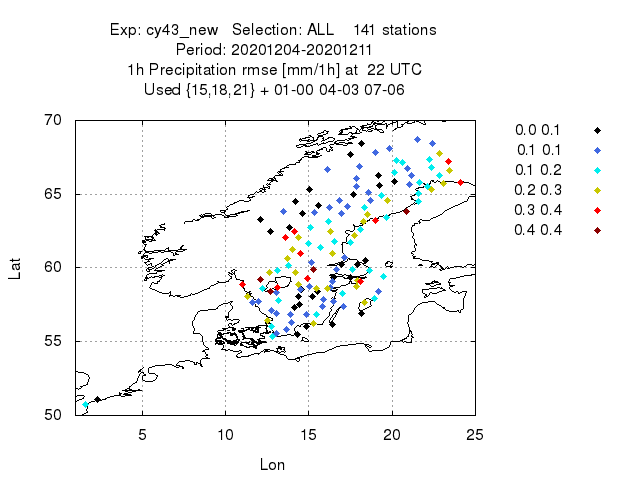 Exp: cy43_new   Selection: ALL    141 stations
Period: 20201204-20201211
1h Precipitation rmse [mm/1h] at  22 UTC
Used {15,18,21} + 01-00 04-03 07-06
70
65
60
55
50
Lat
5 10 15 20 25
Lon
0.0 0.1
0.1 0.1
0.1 0.2
0.2 0.3
0.3 0.4
0.4 0.4